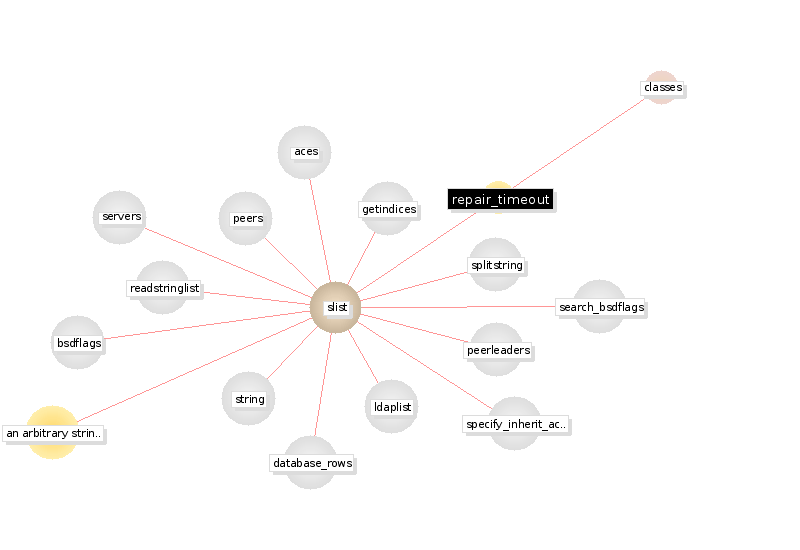 classes
aces
repair_timeout
getindices
servers
peers
splitstring
readstringlist
slist
search_bsdflags
bsdflags
peerleaders
string
ldaplist
specify_inherit_ac..
an arbitrary strin..
database_rows